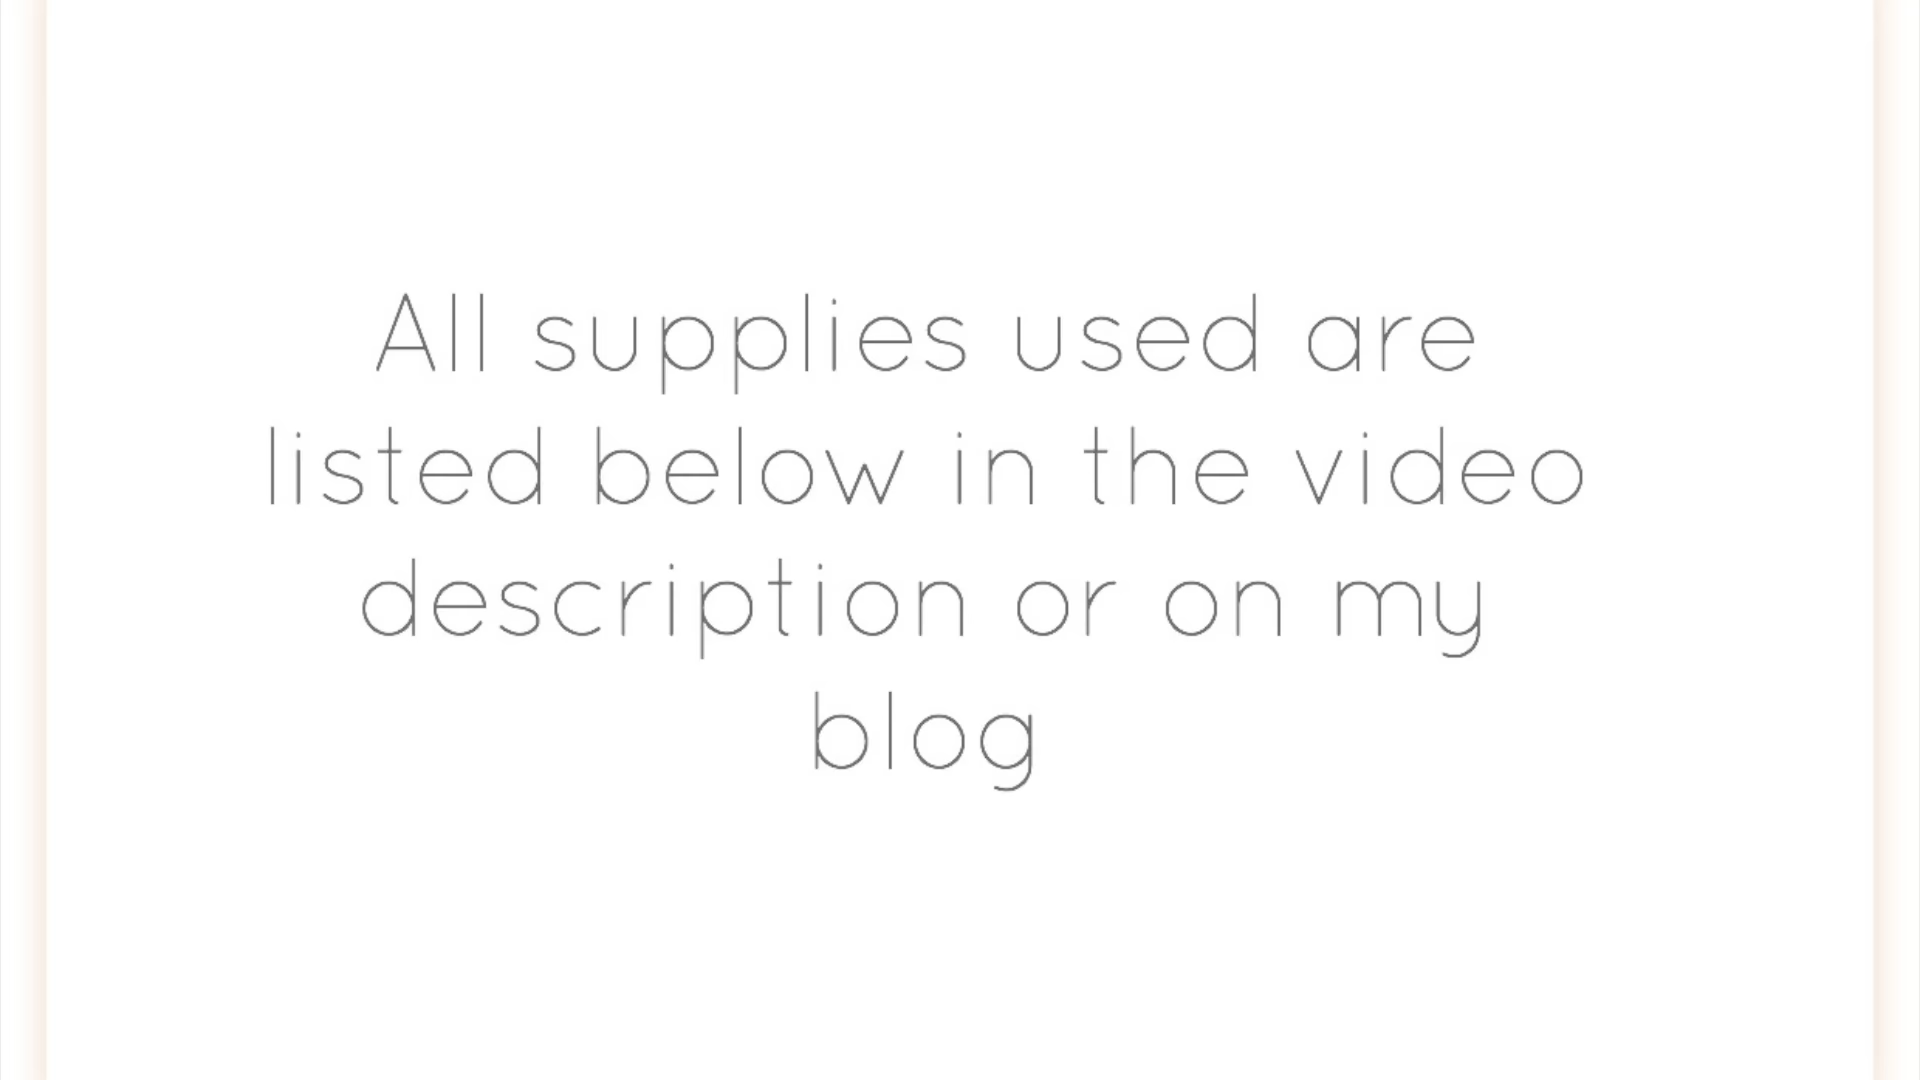 All supplies used are
listed below in the video
description or on my
blog